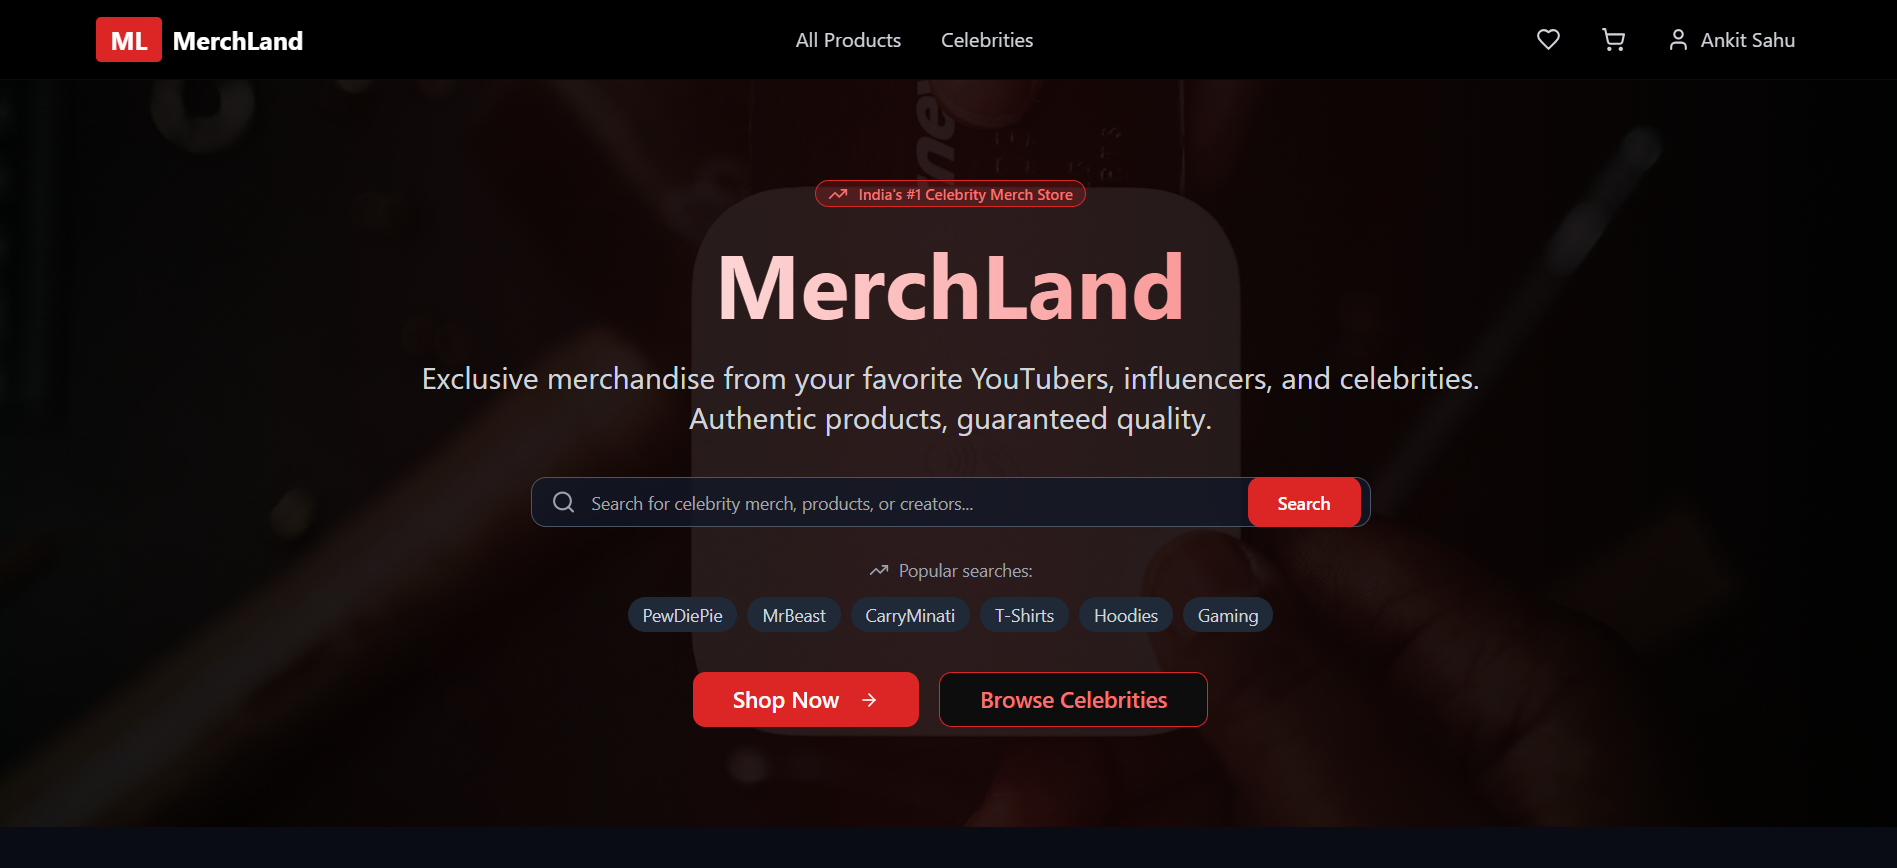 ML MerchLand All Products Celebrities Ankit Sahu
India's #1 Celebrity Merch Store
MerchLand
Exclusive merchandise from your favorite YouTubers, influencers, and celebrities.
Authentic products, guaranteed quality.
Search for celebrity merch, products, or creators... Search
Popular searches:
PewDiePie MrBeast CarryMinati T-Shirts Hoodies Gaming
Shop Now Browse Celebrities